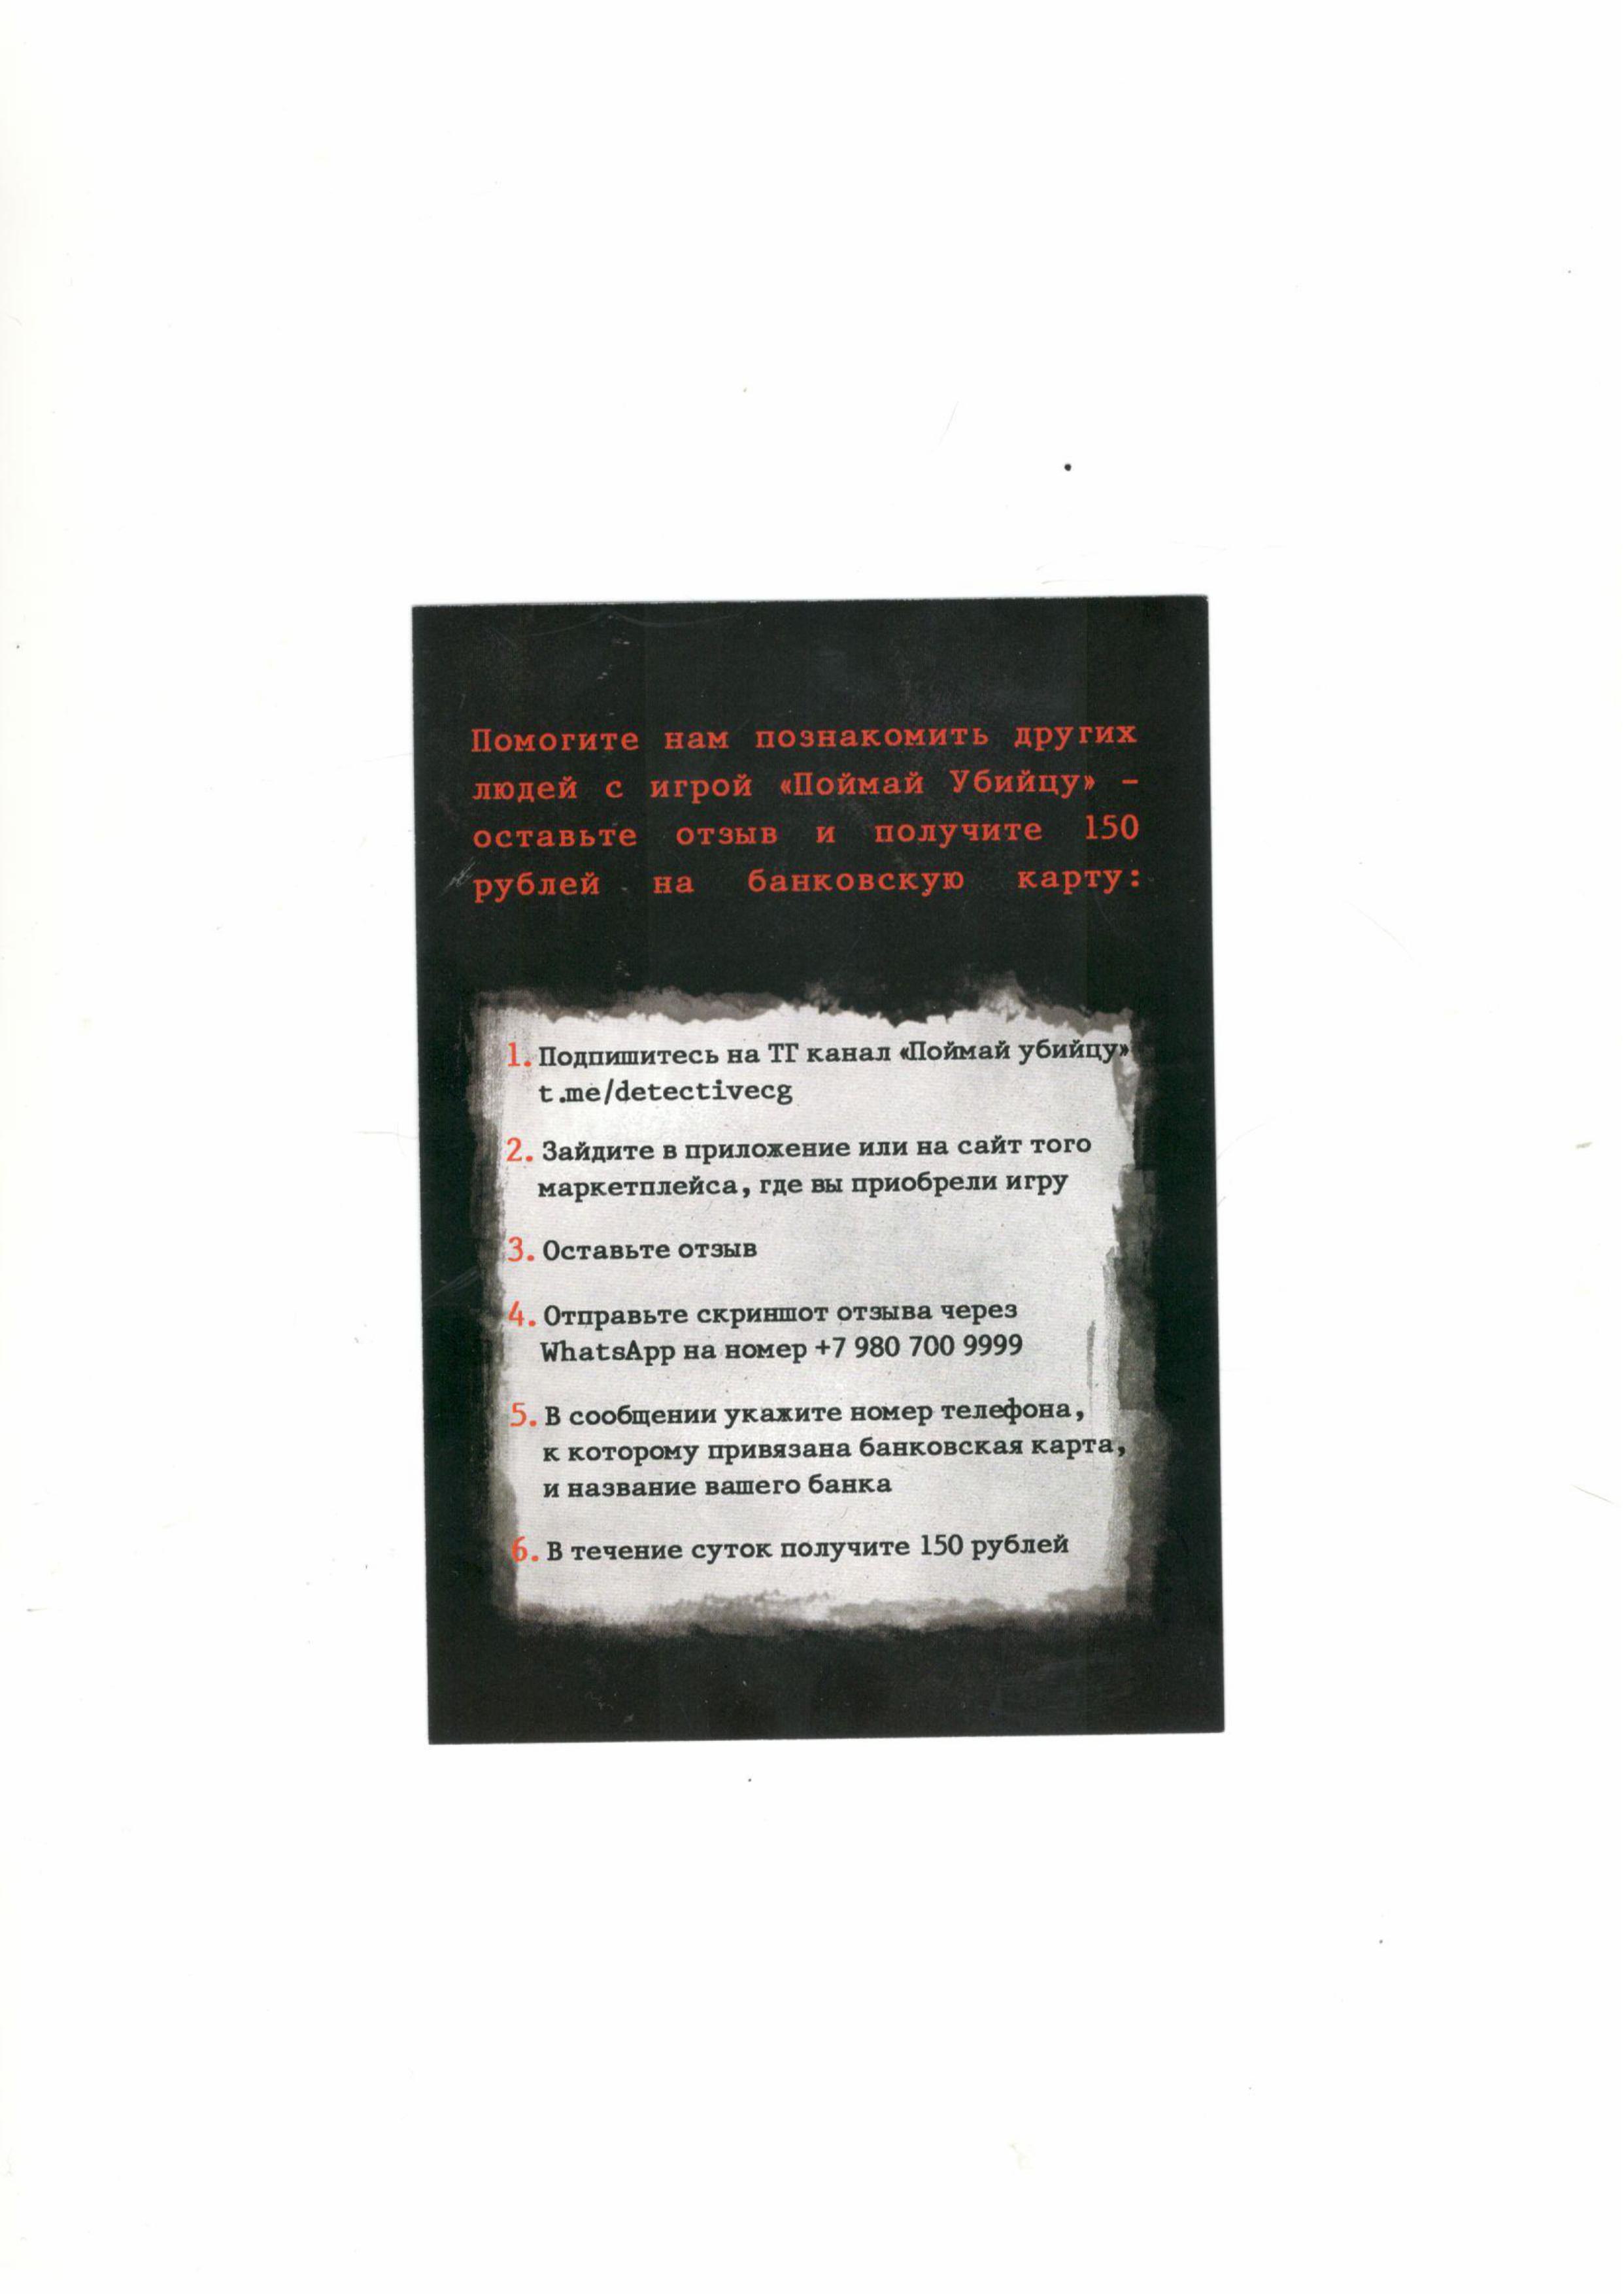 Помогите нам познакомить других
людей с игрой «Поймай Убийцу» –
оставьте отзыв и получите 150
рублей на банковскую карту:
1. Подпишитесь на ТГ канал «Поймай убийцу»
t.me/detectivecg
2. Зайдите в приложение или на сайт того
маркетплейса, где вы приобрели игру
3. Оставьте отзыв
4. Отправьте скриншот отзыва через
WhatsApp на номер +7 980 700 9999
5. В сообщении укажите номер телефона,
к которому привязана банковская карта,
и название вашего банка
6. В течение суток получите 150 рублей